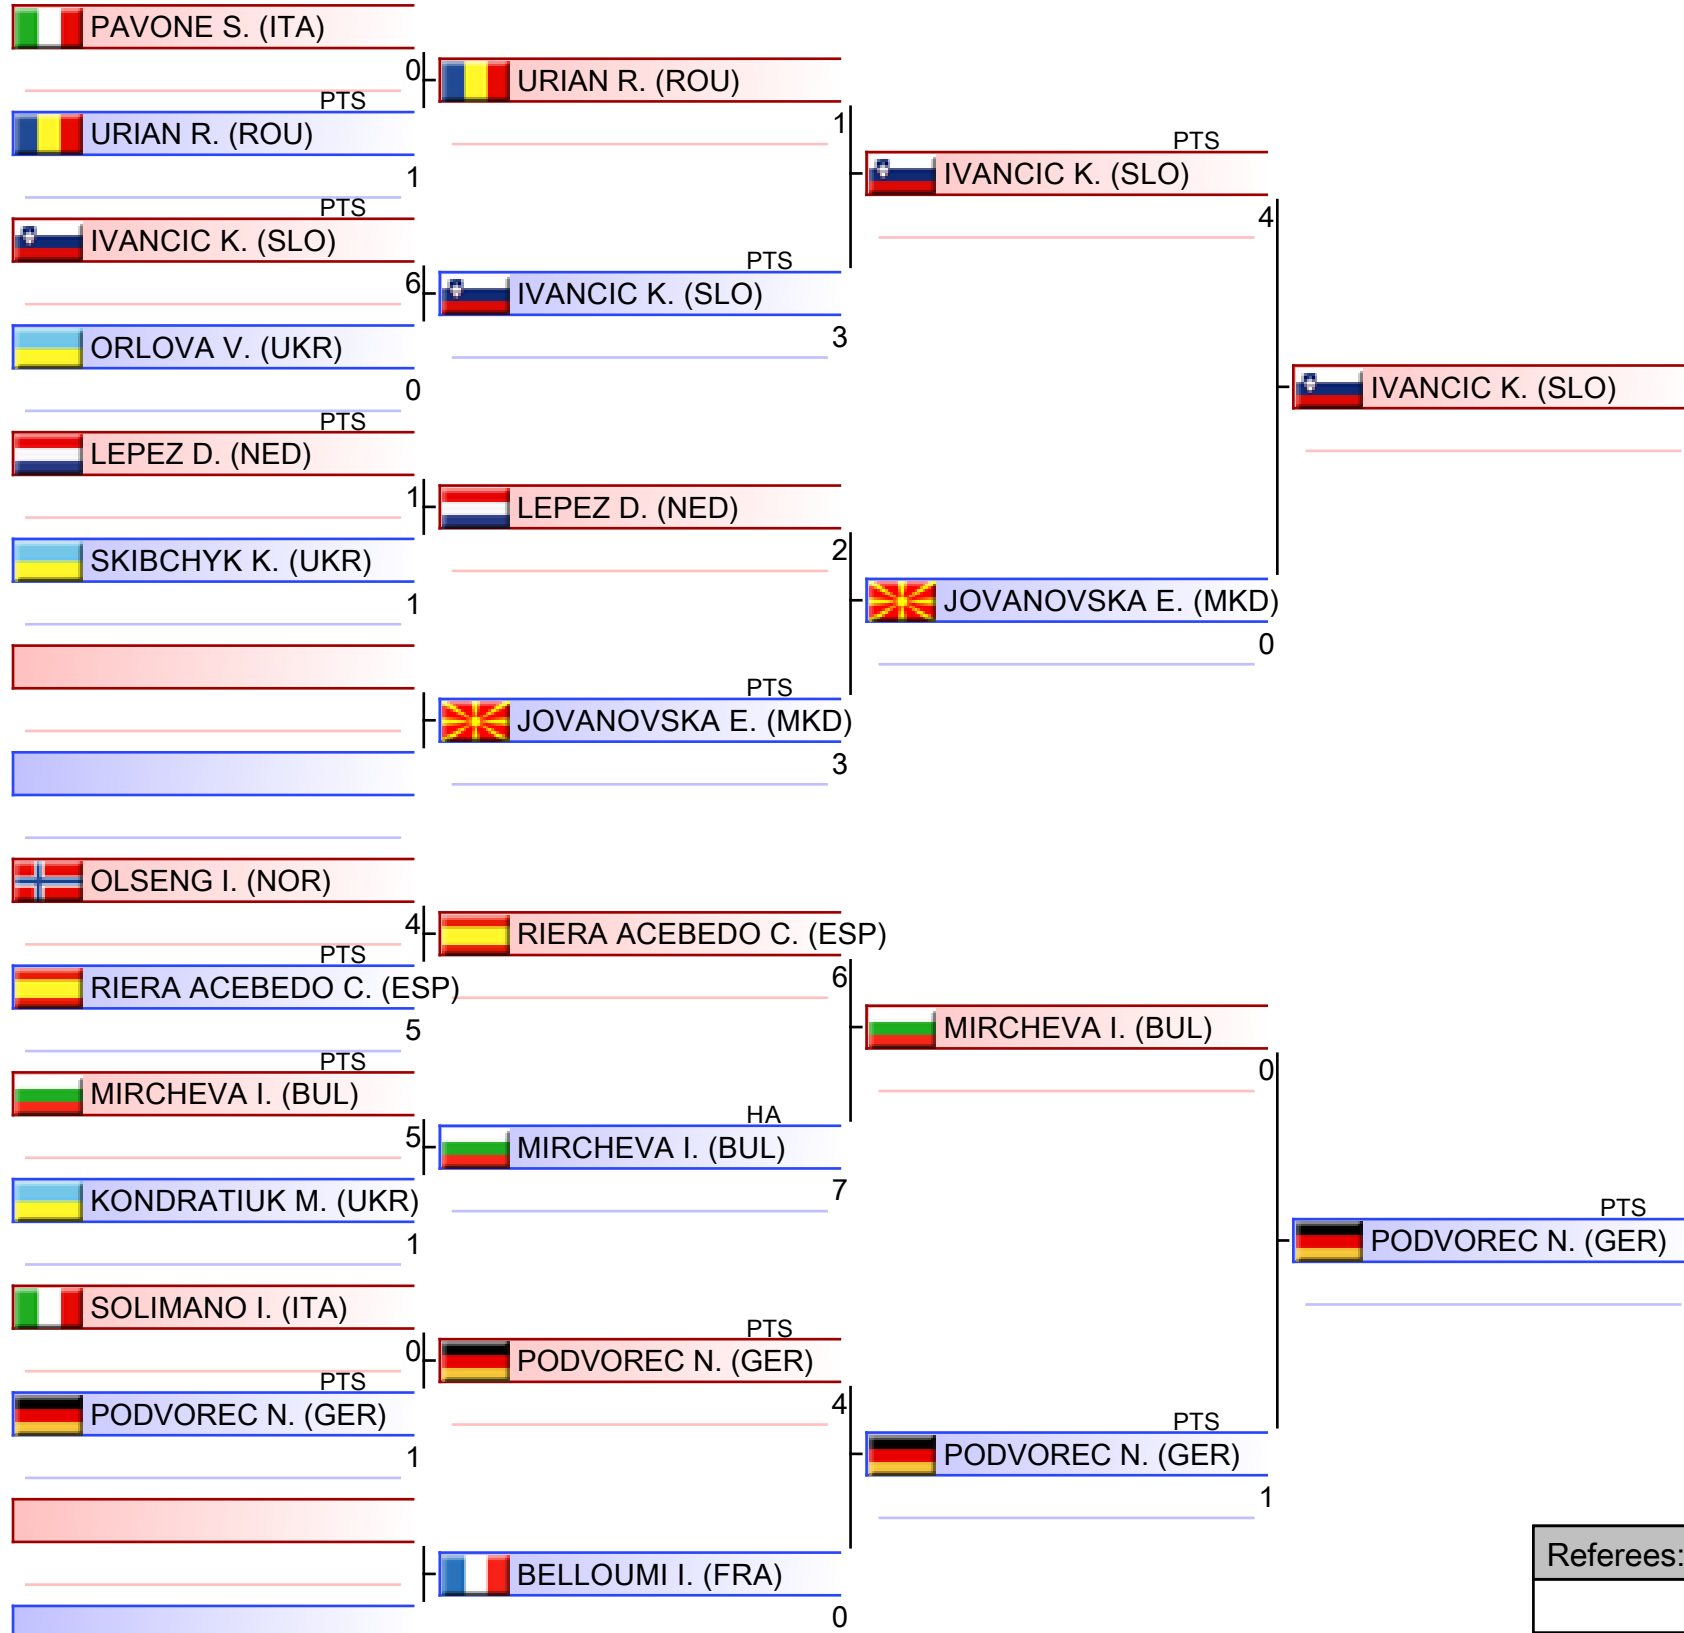 PAVONE S. (ITA)
0
PTS
URIAN R. (ROU)
1
PTS
IVANCIC K. (SLO)
6
ORLOVA V. (UKR)
0
PTS
LEPEZ D. (NED)
1
SKIBCHYK K. (UKR)
1
OLSENG I. (NOR)
4
PTS
RIERA ACEBEDO C. (ESP)
5
PTS
MIRCHEVA I. (BUL)
5
KONDRATIUK M. (UKR)
1
SOLIMANO I. (ITA)
0
PTS
PODVOREC N. (GER)
1
URIAN R. (ROU)
1
PTS
IVANCIC K. (SLO)
3
LEPEZ D. (NED)
2
PTS
JOVANOVSKA E. (MKD)
3
RIERA ACEBEDO C. (ESP)
6
HA
MIRCHEVA I. (BUL)
7
PTS
PODVOREC N. (GER)
4
BELLOUMI I. (FRA)
0
PTS
IVANCIC K. (SLO)
4
JOVANOVSKA E. (MKD)
0
MIRCHEVA I. (BUL)
0
PTS
PODVOREC N. (GER)
1
IVANCIC K. (SLO)
PTS
PODVOREC N. (GER)
Referees: